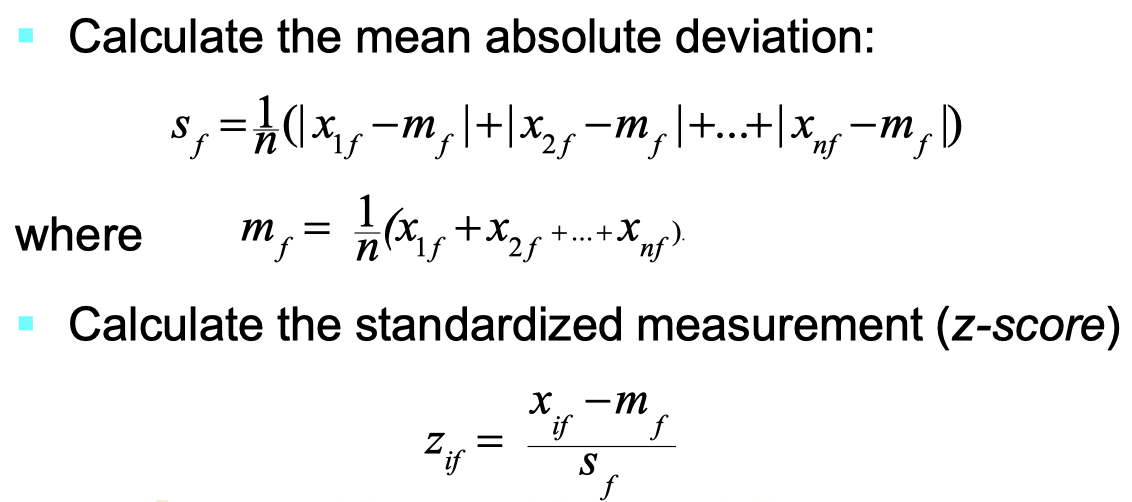 ▪ Calculate the mean absolute deviation:
s_f = 1/n (|x_1f − m_f| + |x_2f − m_f| + ... + |x_nf − m_f|)
where m_f = 1/n (x_1f + x_2f + ... + x_nf).
▪ Calculate the standardized measurement (z-score)
z_if = (x_if − m_f) / s_f